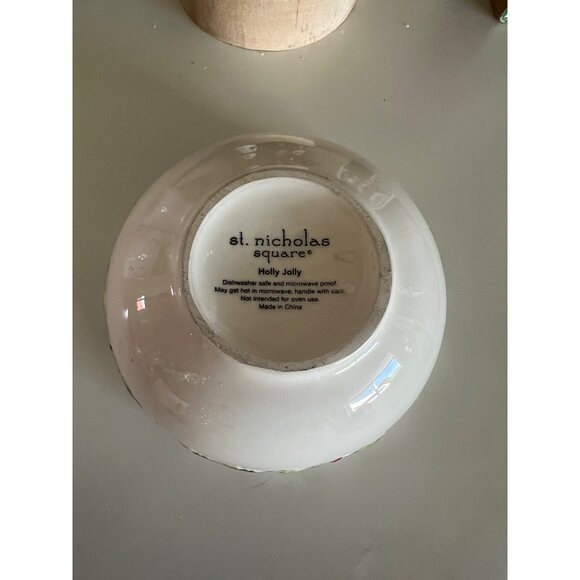 st. nicholas
square®
Holly Jolly
Dishwasher safe and microwave proof.
May get hot in microwave; handle with care.
Not intended for oven use.
Made in China